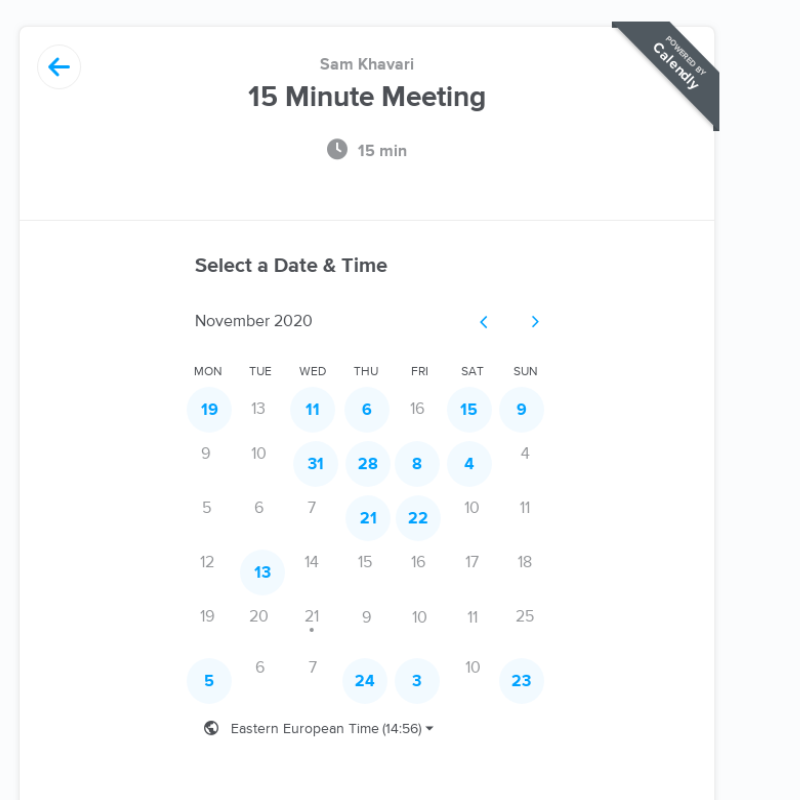 POWERED BY
Calendly
Sam Khavari
15 Minute Meeting
15 min
Select a Date & Time
November 2020
MON TUE WED THU FRI SAT SUN
19 13 11 6 16 15 9
9 10 31 28 8 4 4
5 6 7 21 22 10 11
12 13 14 15 16 17 18
19 20 21 9 10 11 25
5 6 7 24 3 10 23
Eastern European Time (14:56)